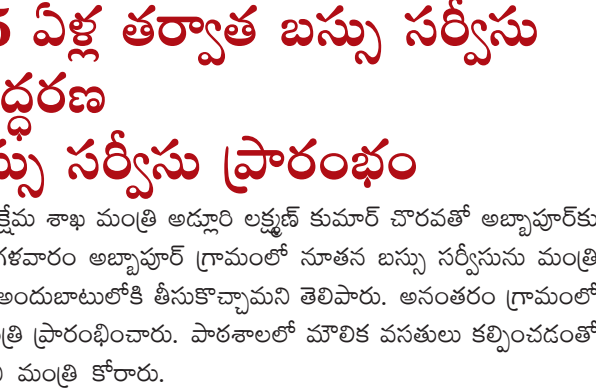 ఏళ్ల తర్వాత బస్సు సర్వీసు
ద్ధరణ
స్సు సర్వీసు ప్రారంభం
క్షేమ శాఖ మంత్రి అడ్లూరి లక్ష్మణ్ కుమార్ చొరవతో అబ్బాపూర్‌కు
గళవారం అబ్బాపూర్ గ్రామంలో నూతన బస్సు సర్వీసును మంత్రి
అందుబాటులోకి తీసుకొచ్చామని తెలిపారు. అనంతరం గ్రామంలో
త్రి ప్రారంభించారు. పాఠశాలలో మౌలిక వసతులు కల్పించడంతో
మంత్రి కోరారు.